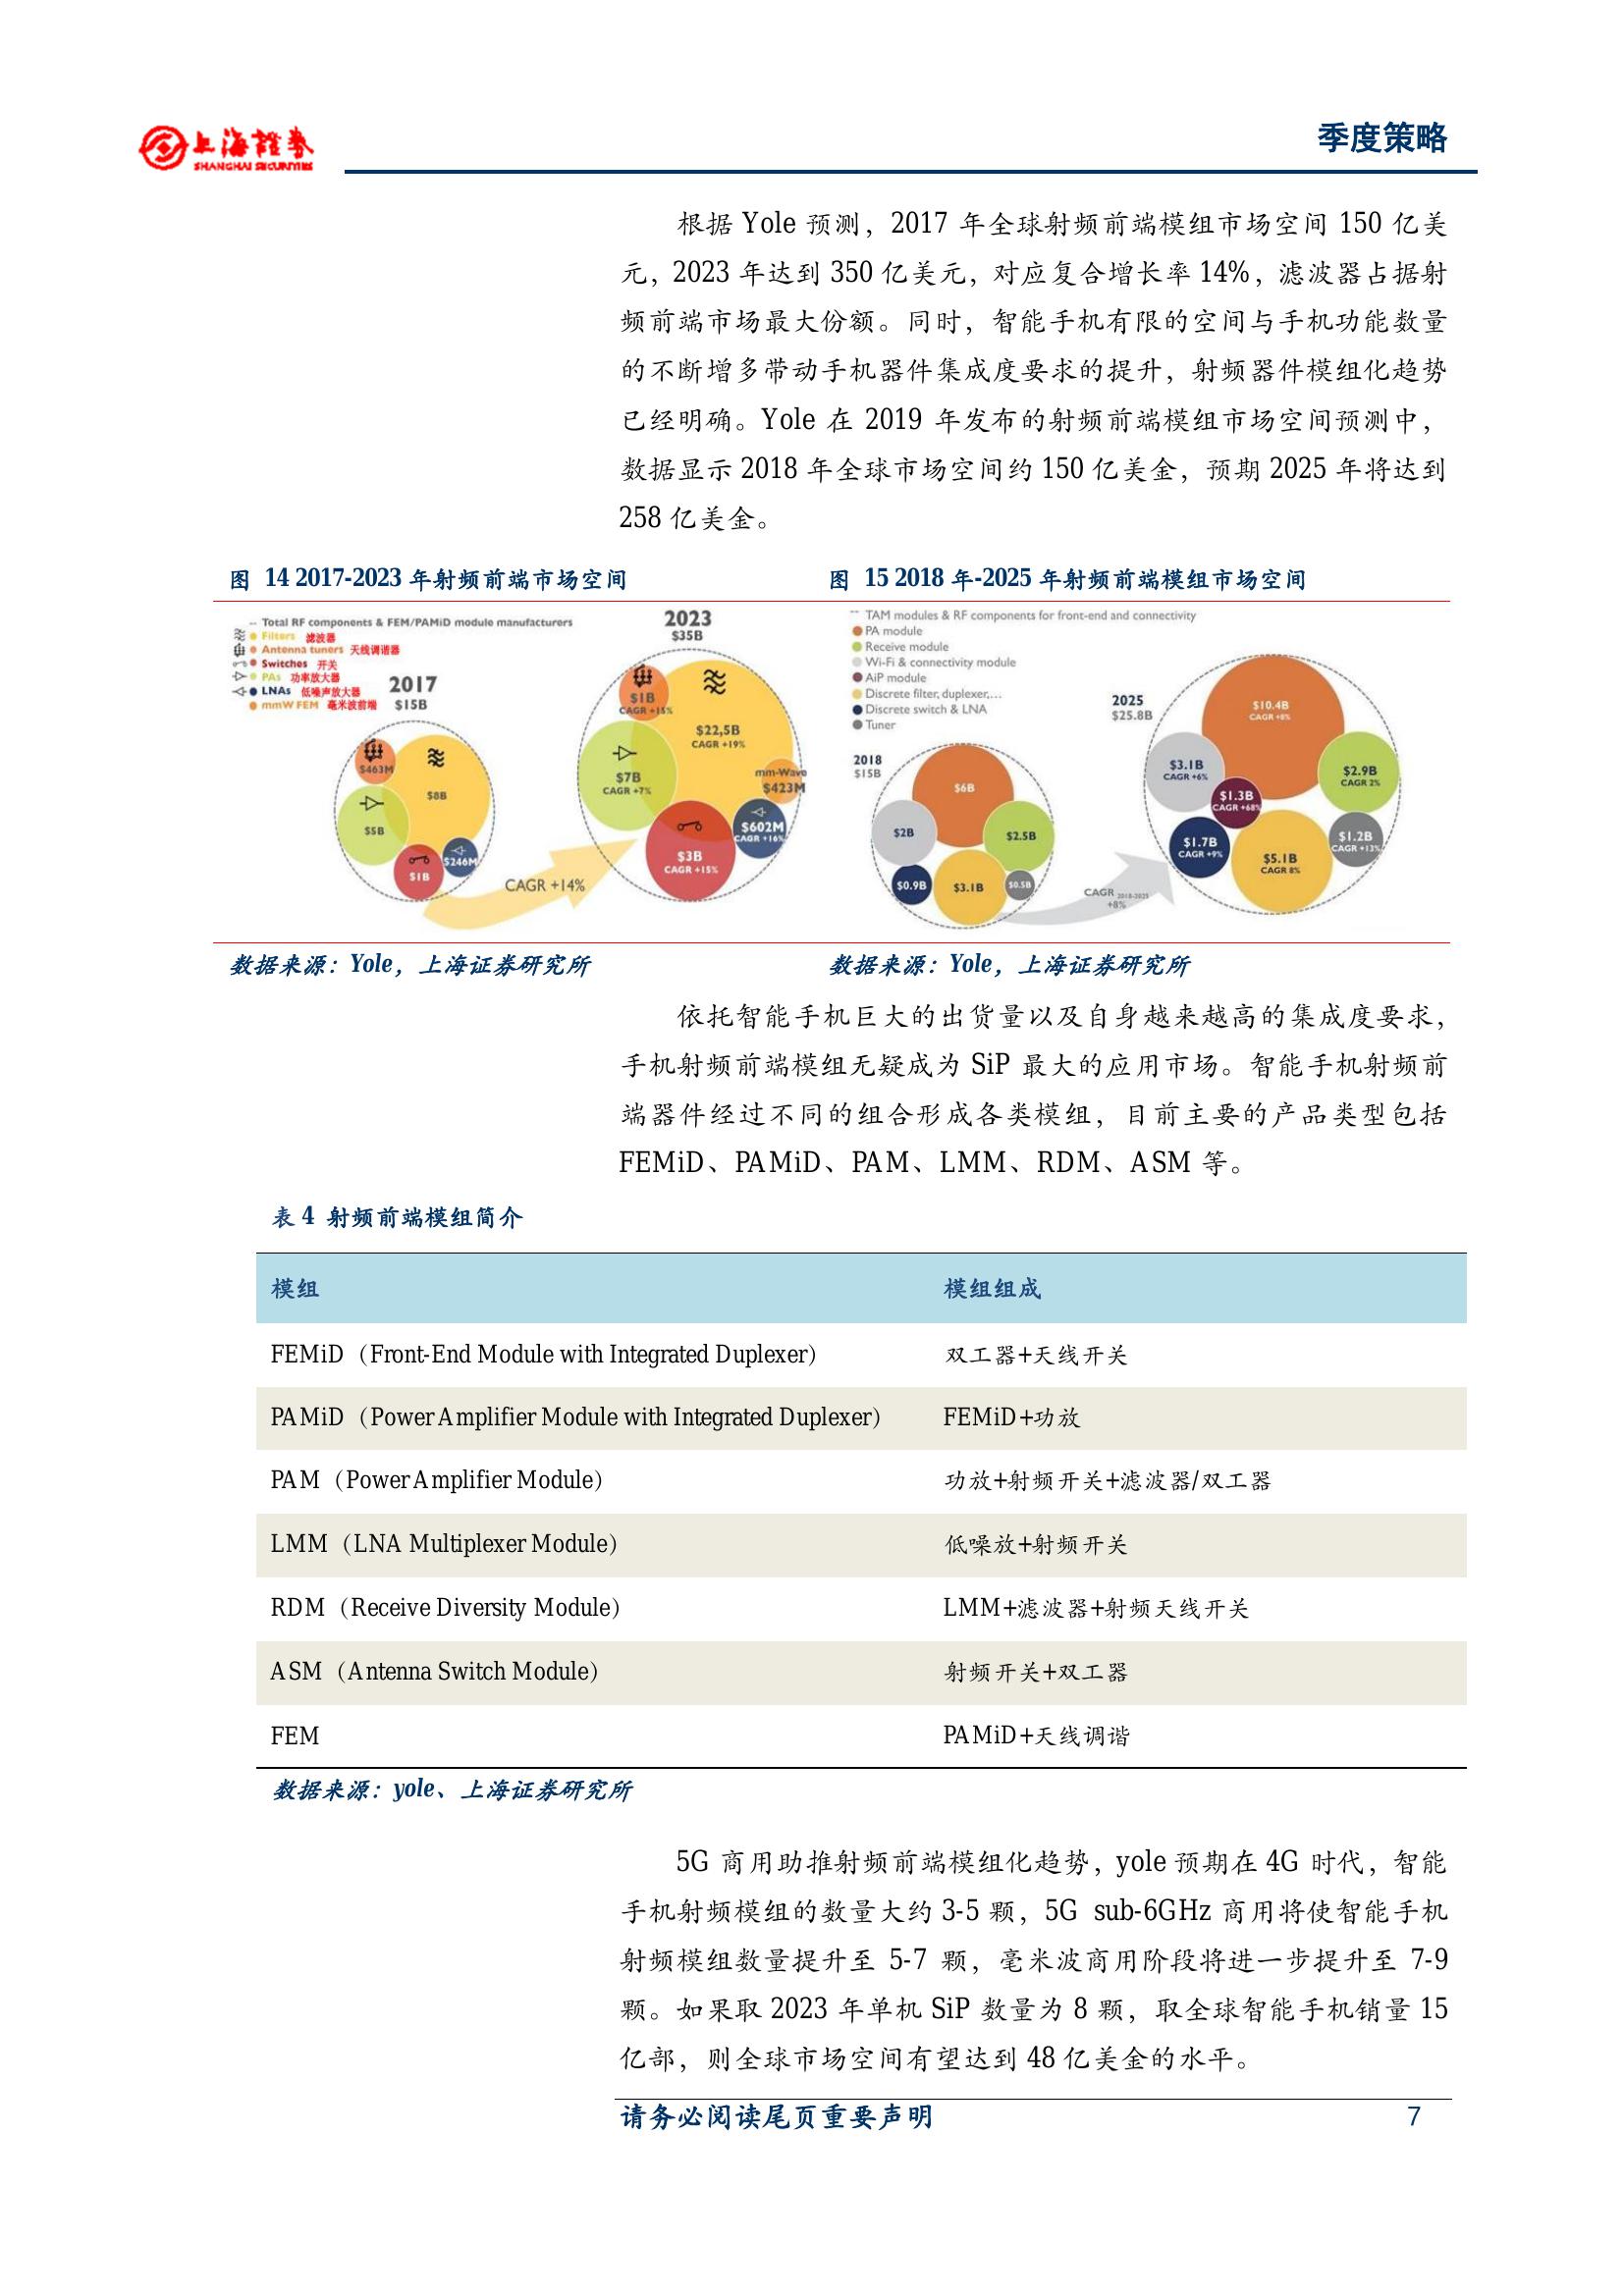 上海證券
SHANGHAI SECURITIES
季度策略
根据 Yole 预测，2017 年全球射频前端模组市场空间 150 亿美
元，2023 年达到 350 亿美元，对应复合增长率 14%，滤波器占据射
频前端市场最大份额。同时，智能手机有限的空间与手机功能数量
的不断增多带动手机器件集成度要求的提升，射频器件模组化趋势
已经明确。Yole 在 2019 年发布的射频前端模组市场空间预测中，
数据显示 2018 年全球市场空间约 150 亿美金，预期 2025 年将达到
258 亿美金。
图 14 2017-2023 年射频前端市场空间
-- Total RF components & FEM/PAMiD module manufacturers
Filters 滤波器
Antenna tuners 天线调谐器
Switches 开关
PAs 功率放大器
LNAs 低噪声放大器
mmW FEM 毫米波前端
2017
$15B
$463M
$8B
$5B
$1B
$246M
CAGR +14%
2023
$35B
$1B
CAGR +15%
$22,5B
CAGR +19%
$7B
CAGR +7%
mm-Wave
$423M
$602M
CAGR +16%
$3B
CAGR +15%
图 15 2018 年-2025 年射频前端模组市场空间
-- TAM modules & RF components for front-end and connectivity
PA module
Receive module
Wi-Fi & connectivity module
AiP module
Discrete filter, duplexer,...
Discrete switch & LNA
Tuner
2018
$15B
$6B
$2B
$2.5B
$0.9B
$3.1B
$0.5B
CAGR 2018-2025
+8%
2025
$25.8B
$10.4B
CAGR +8%
$3.1B
CAGR +6%
$2.9B
CAGR 2%
$1.3B
CAGR +68%
$1.7B
CAGR +9%
$5.1B
CAGR 8%
$1.2B
CAGR +13%
数据来源：Yole，上海证券研究所
数据来源：Yole，上海证券研究所
依托智能手机巨大的出货量以及自身越来越高的集成度要求，
手机射频前端模组无疑成为 SiP 最大的应用市场。智能手机射频前
端器件经过不同的组合形成各类模组，目前主要的产品类型包括
FEMiD、PAMiD、PAM、LMM、RDM、ASM 等。
表 4 射频前端模组简介
模组 模组组成
FEMiD（Front-End Module with Integrated Duplexer） 双工器+天线开关
PAMiD（Power Amplifier Module with Integrated Duplexer） FEMiD+功放
PAM（Power Amplifier Module） 功放+射频开关+滤波器/双工器
LMM（LNA Multiplexer Module） 低噪放+射频开关
RDM（Receive Diversity Module） LMM+滤波器+射频天线开关
ASM（Antenna Switch Module） 射频开关+双工器
FEM PAMiD+天线调谐
数据来源：yole、上海证券研究所
5G 商用助推射频前端模组化趋势，yole 预期在 4G 时代，智能
手机射频模组的数量大约 3-5 颗，5G sub-6GHz 商用将使智能手机
射频模组数量提升至 5-7 颗，毫米波商用阶段将进一步提升至 7-9
颗。如果取 2023 年单机 SiP 数量为 8 颗，取全球智能手机销量 15
亿部，则全球市场空间有望达到 48 亿美金的水平。
请务必阅读尾页重要声明 7